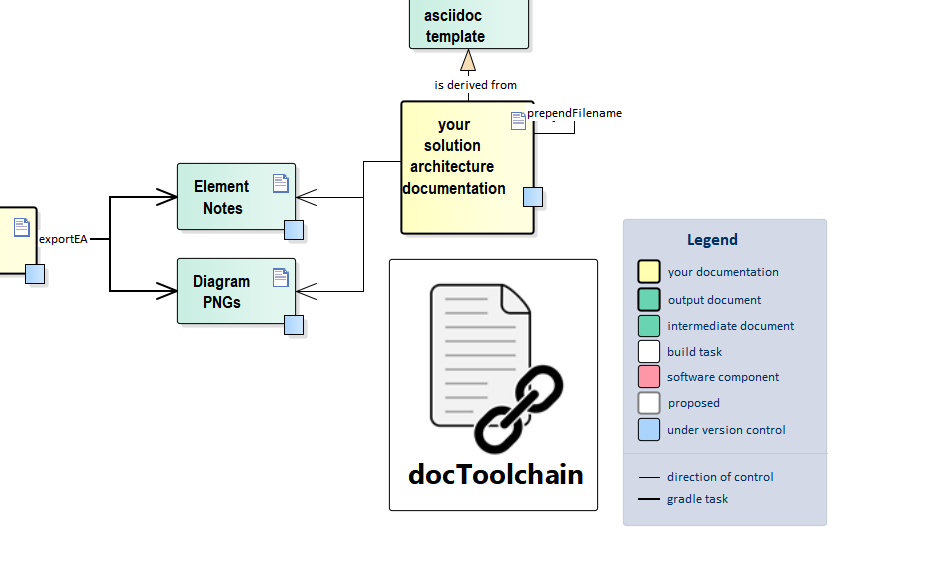 asciidoc
template
is derived from
your
solution
architecture
documentation
prependFilename
Element
Notes
exportEA
Diagram
PNGs
docToolchain
Legend
your documentation
output document
intermediate document
build task
software component
proposed
under version control
direction of control
gradle task